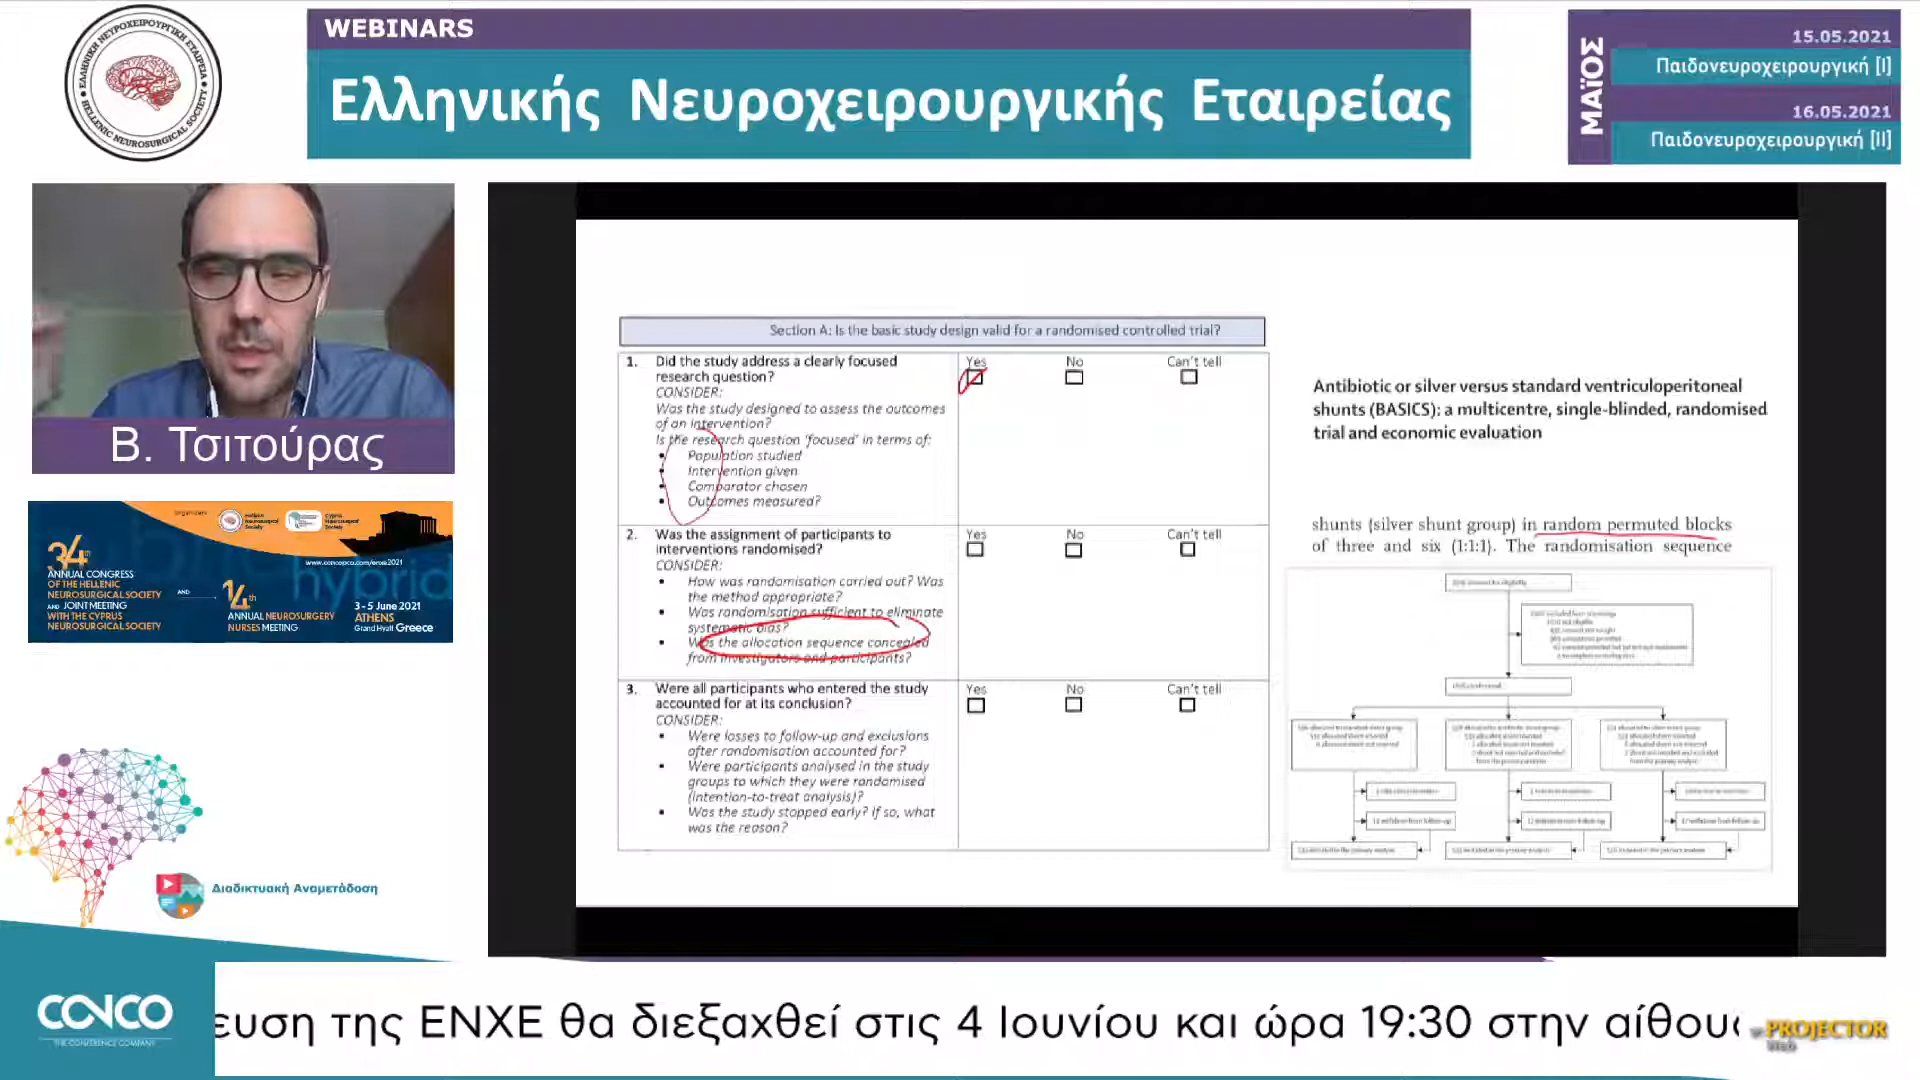 WEBINARS
Ελληνικής Νευροχειρουργικής Εταιρείας
ΕΛΛΗΝΙΚΗ ΝΕΥΡΟΧΕΙΡΟΥΡΓΙΚΗ ΕΤΑΙΡΕΙΑ
HELLENIC NEUROSURGICAL SOCIETY
ΜΑΪΟΣ
15.05.2021
Παιδονευροχειρουργική [I]
16.05.2021
Παιδονευροχειρουργική [II]
Β. Τσιτούρας
34th
ANNUAL CONGRESS
OF THE HELLENIC
NEUROSURGICAL SOCIETY
AND JOINT MEETING
WITH THE CYPRUS
NEUROSURGICAL SOCIETY
AND
14th
ANNUAL NEUROSURGERY
NURSES MEETING
hybrid
3 - 5 June 2021
ATHENS
Grand Hyatt Greece
Διαδικτυακή Αναμετάδοση
Section A: Is the basic study design valid for a randomised controlled trial?
1. Did the study address a clearly focused
research question?
CONSIDER:
Was the study designed to assess the outcomes
of an intervention?
Is the research question 'focused' in terms of:
• Population studied
• Intervention given
• Comparator chosen
• Outcomes measured?
Yes No Can't tell
2. Was the assignment of participants to
interventions randomised?
CONSIDER:
• How was randomisation carried out? Was
the method appropriate?
• Was randomisation sufficient to eliminate
systematic bias?
• Was the allocation sequence concealed
from investigators and participants?
Yes No Can't tell
3. Were all participants who entered the study
accounted for at its conclusion?
CONSIDER:
• Were losses to follow-up and exclusions
after randomisation accounted for?
• Were participants analysed in the study
groups to which they were randomised
(intention-to-treat analysis)?
• Was the study stopped early? If so, what
was the reason?
Yes No Can't tell
Antibiotic or silver versus standard ventriculoperitoneal
shunts (BASICS): a multicentre, single-blinded, randomised
trial and economic evaluation
shunts (silver shunt group) in random permuted blocks
of three and six (1:1:1). The randomisation sequence
CONCO
THE CONFERENCE COMPANY
ευση της ΕΝΧΕ θα διεξαχθεί στις 4 Ιουνίου και ώρα 19:30 στην αίθου
PROJECTOR
Web